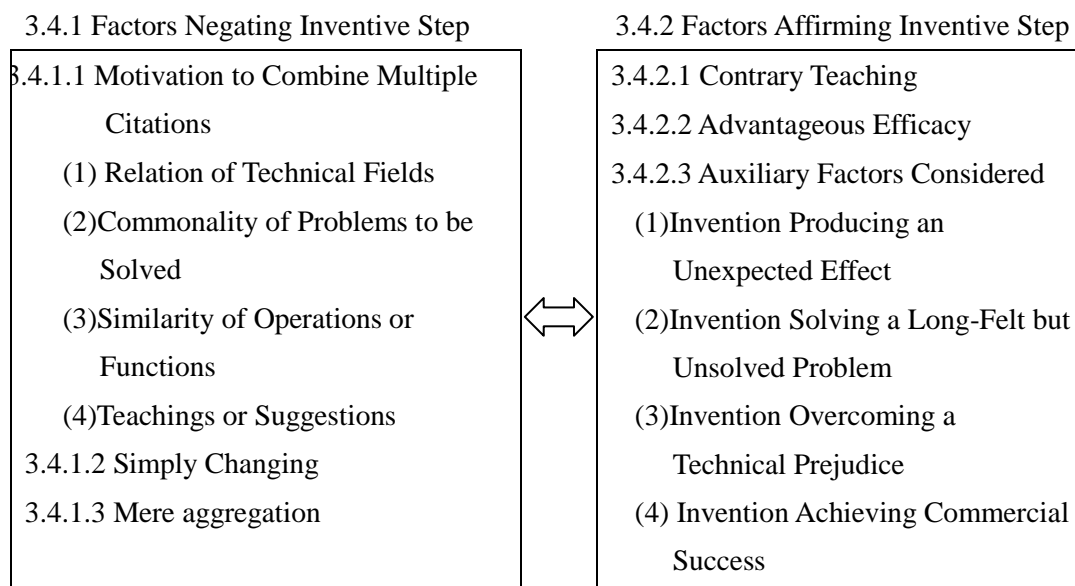 3.4.1 Factors Negating Inventive Step
3.4.1.1 Motivation to Combine Multiple
Citations
(1) Relation of Technical Fields
(2)Commonality of Problems to be
Solved
(3)Similarity of Operations or
Functions
(4)Teachings or Suggestions
3.4.1.2 Simply Changing
3.4.1.3 Mere aggregation
3.4.2 Factors Affirming Inventive Step
3.4.2.1 Contrary Teaching
3.4.2.2 Advantageous Efficacy
3.4.2.3 Auxiliary Factors Considered
(1)Invention Producing an
Unexpected Effect
(2)Invention Solving a Long-Felt but
Unsolved Problem
(3)Invention Overcoming a
Technical Prejudice
(4) Invention Achieving Commercial
Success